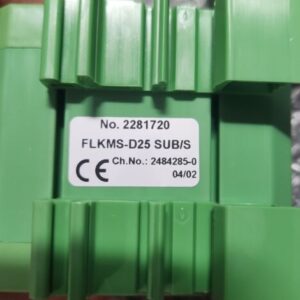 No. 2281720
FLKMS-D25 SUB/S
CE Ch.No.: 2484285-0
04/02